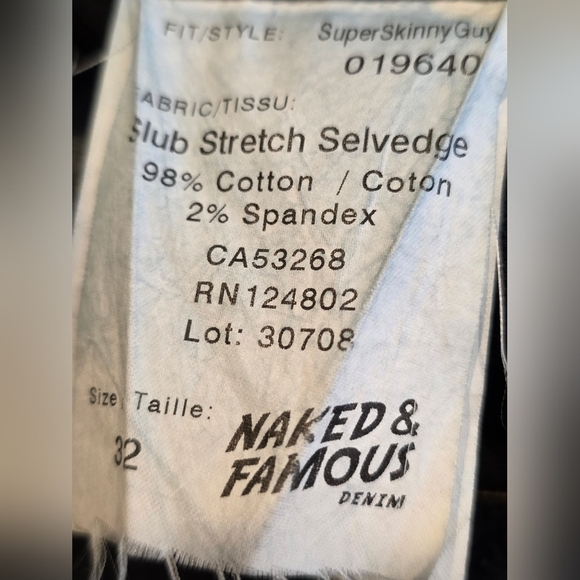 FIT/STYLE: SuperSkinnyGuy
019640
FABRIC/TISSU:
Slub Stretch Selvedge
98% Cotton / Coton
2% Spandex
CA53268
RN124802
Lot: 30708
Size Taille:
32
NAKED &
FAMOUS
DENIM